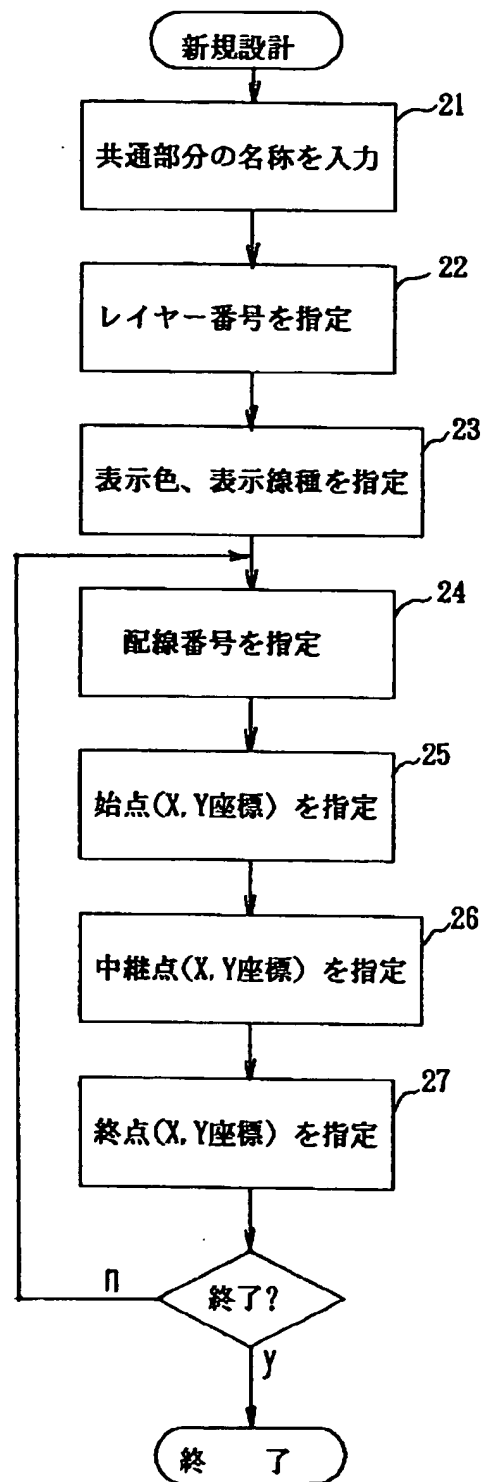 新規設計
21
共通部分の名称を入力
22
レイヤー番号を指定
23
表示色、表示線種を指定
24
配線番号を指定
25
始点(X,Y座標)を指定
26
中継点(X,Y座標)を指定
27
終点(X,Y座標)を指定
n
終了?
y
終 了